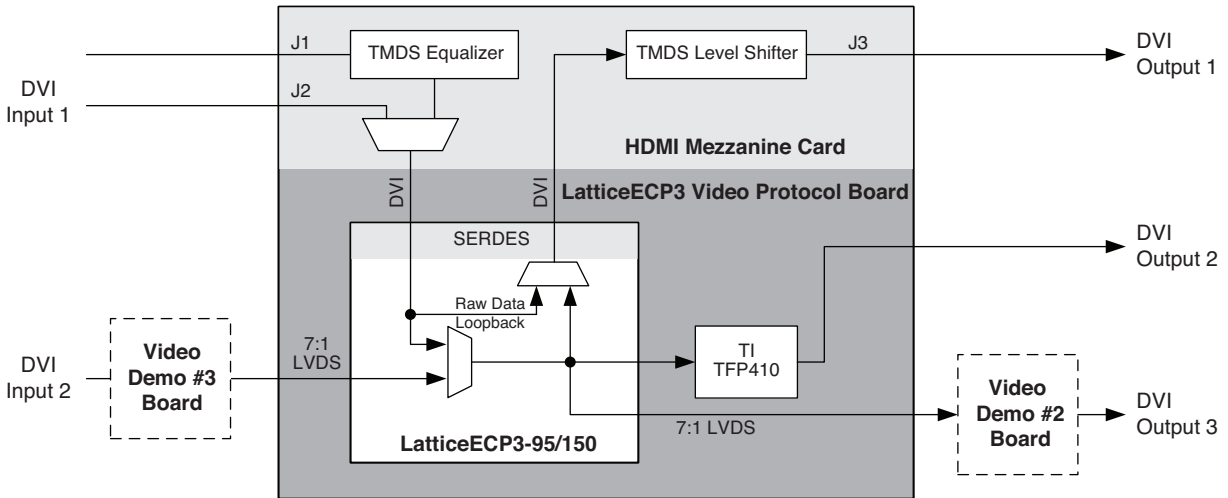 J1
TMDS Equalizer
TMDS Level Shifter
J3
DVI
Output 1
DVI
Input 1
J2
HDMI Mezzanine Card
DVI
DVI
LatticeECP3 Video Protocol Board
SERDES
DVI
Output 2
Raw Data
Loopback
7:1
LVDS
DVI
Input 2
Video
Demo #3
Board
TI
TFP410
Video
Demo #2
Board
DVI
Output 3
7:1 LVDS
LatticeECP3-95/150